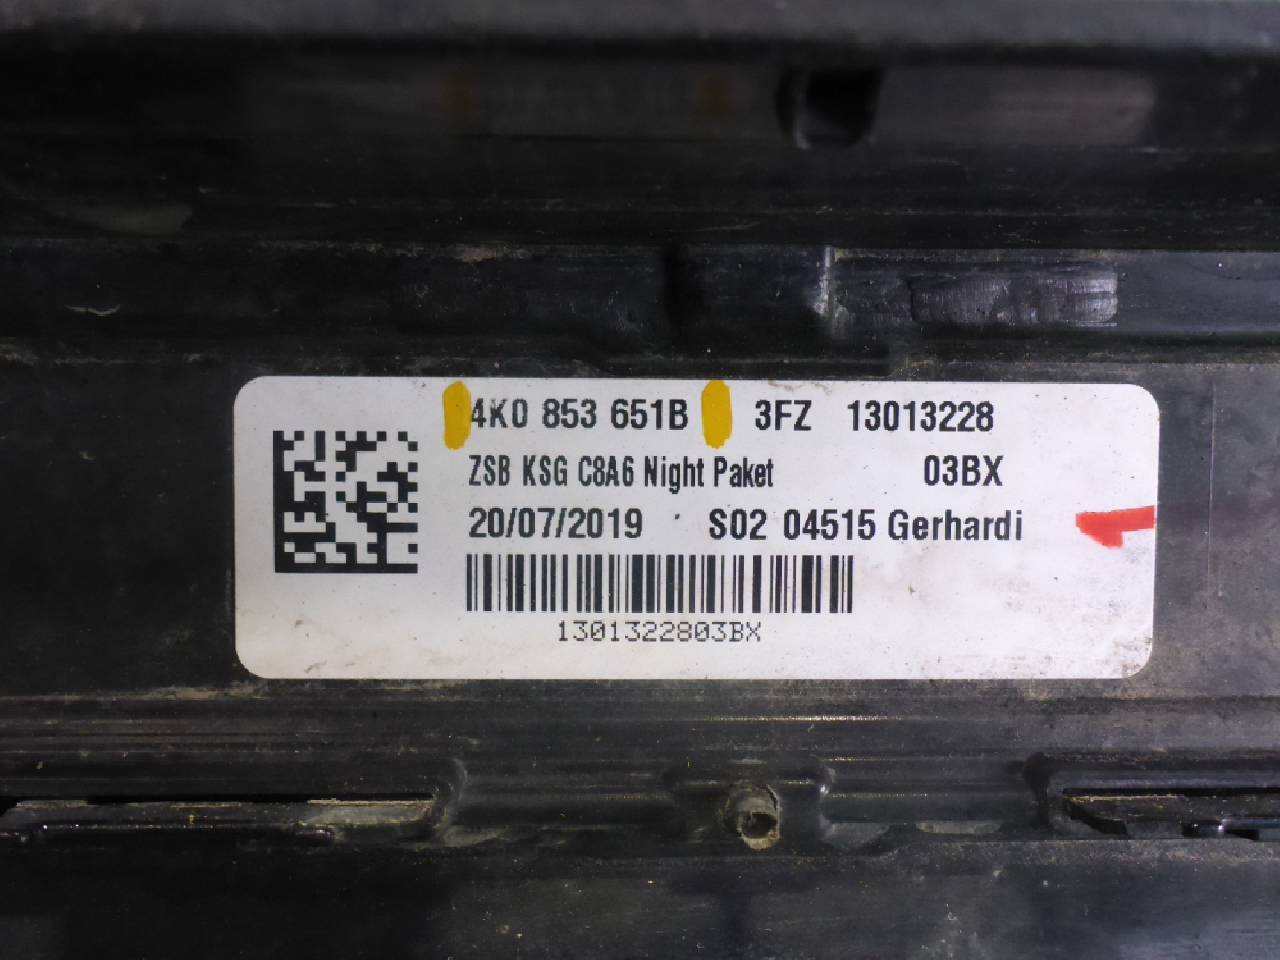 4K0 853 651B 3FZ 13013228
ZSB KSG C8A6 Night Paket 03BX
20/07/2019 S02 04515 Gerhardi
1301322803BX